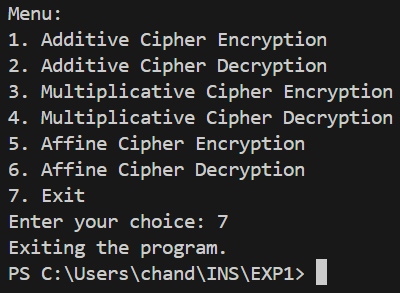 Menu:
1. Additive Cipher Encryption
2. Additive Cipher Decryption
3. Multiplicative Cipher Encryption
4. Multiplicative Cipher Decryption
5. Affine Cipher Encryption
6. Affine Cipher Decryption
7. Exit
Enter your choice: 7
Exiting the program.
PS C:\Users\chand\INS\EXP1>